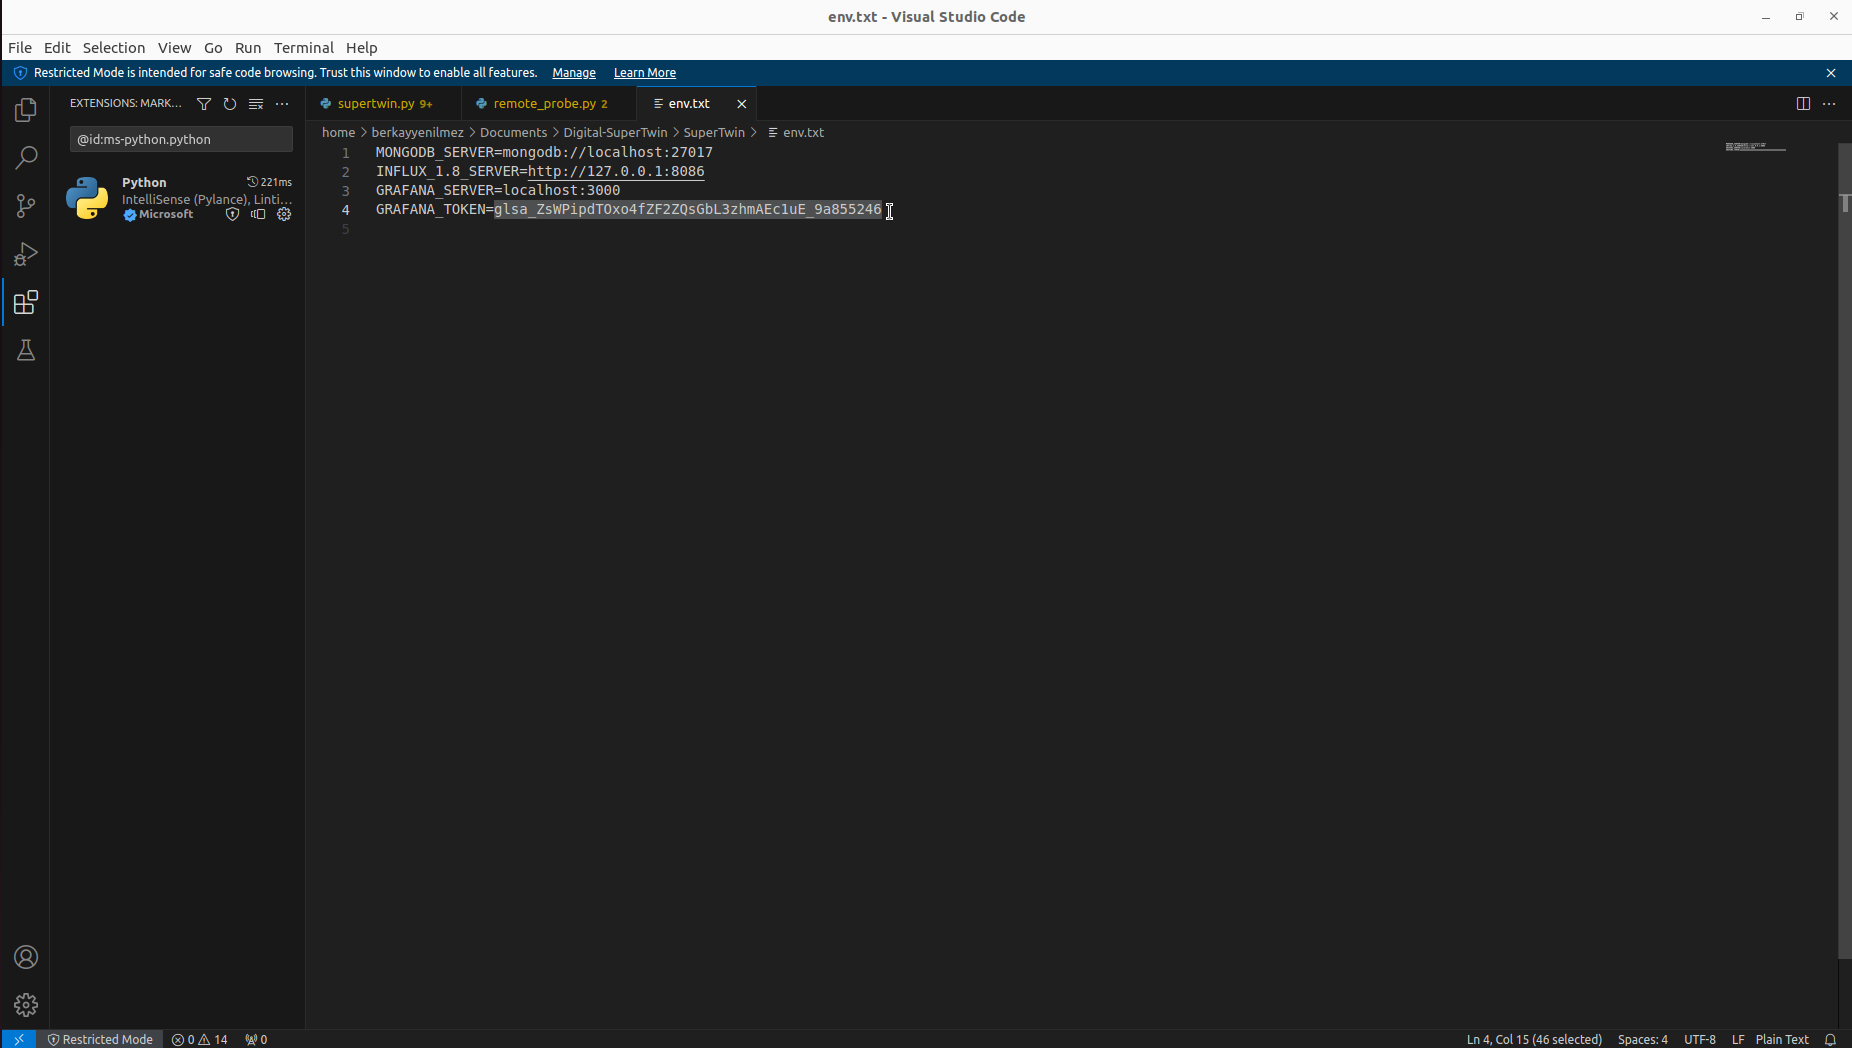 env.txt - Visual Studio Code
File Edit Selection View Go Run Terminal Help
Restricted Mode is intended for safe code browsing. Trust this window to enable all features. Manage Learn More
EXTENSIONS: MARK...
supertwin.py 9+ remote_probe.py 2 env.txt
@id:ms-python.python
home > berkayyenilmez > Documents > Digital-SuperTwin > SuperTwin > env.txt
1 MONGODB_SERVER=mongodb://localhost:27017
2 INFLUX_1.8_SERVER=http://127.0.0.1:8086
3 GRAFANA_SERVER=localhost:3000
4 GRAFANA_TOKEN=glsa_ZsWPipdTOxo4fZF2ZQsGbL3zhmAEc1uE_9a855246
5
Python 221ms
IntelliSense (Pylance), Linti...
Microsoft
Restricted Mode 0 14 0 Ln 4, Col 15 (46 selected) Spaces: 4 UTF-8 LF Plain Text